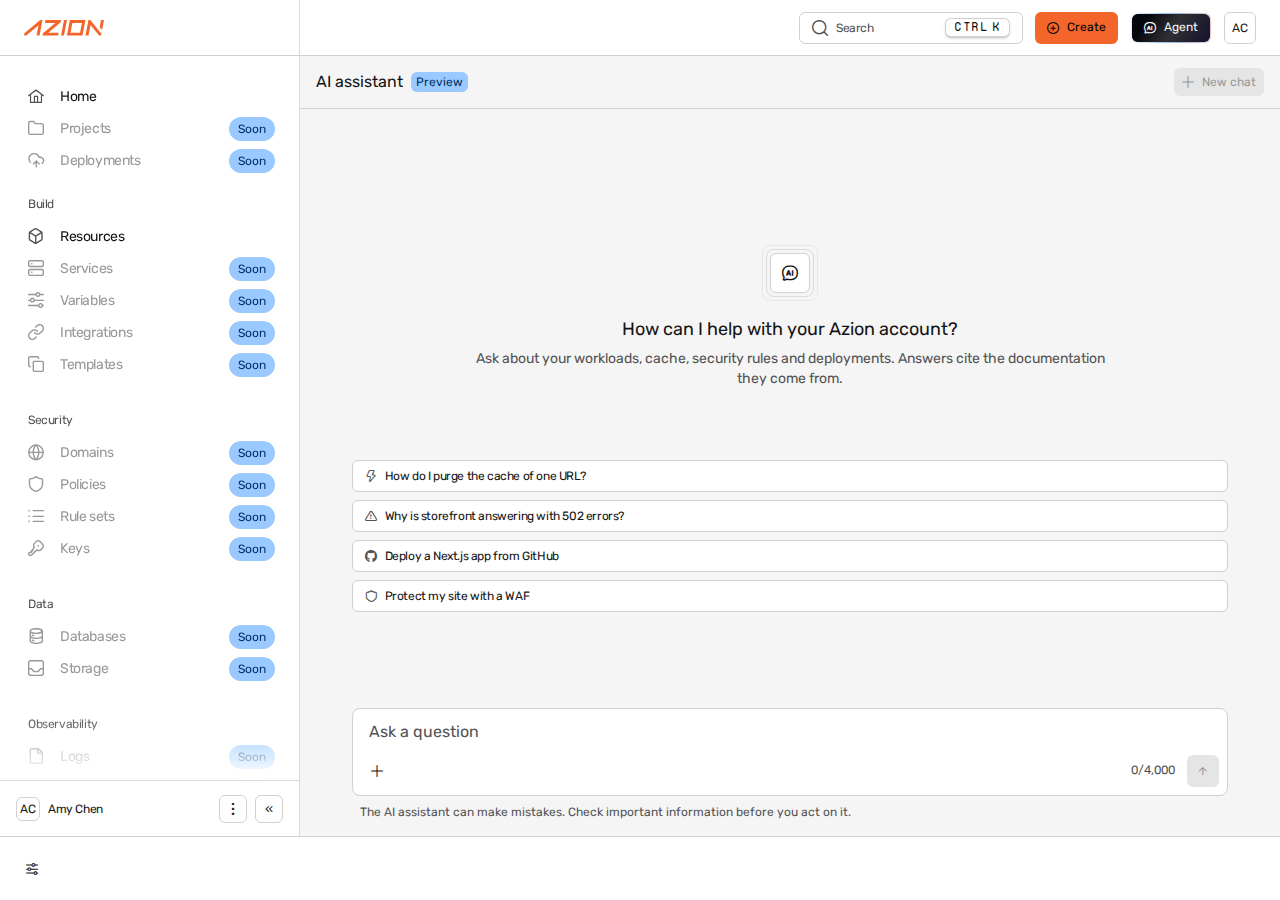 AZION
Search
CTRL K
Create
AI
Agent
AC
Home
Projects
Soon
Deployments
Soon
Build
Resources
Services
Soon
Variables
Soon
Integrations
Soon
Templates
Soon
Security
Domains
Soon
Policies
Soon
Rule sets
Soon
Keys
Soon
Data
Databases
Soon
Storage
Soon
Observability
Logs
Soon
AC
Amy Chen
AI assistant
Preview
New chat
AI
How can I help with your Azion account?
Ask about your workloads, cache, security rules and deployments. Answers cite the documentation
they come from.
How do I purge the cache of one URL?
Why is storefront answering with 502 errors?
Deploy a Next.js app from GitHub
Protect my site with a WAF
Ask a question
0/4,000
The AI assistant can make mistakes. Check important information before you act on it.